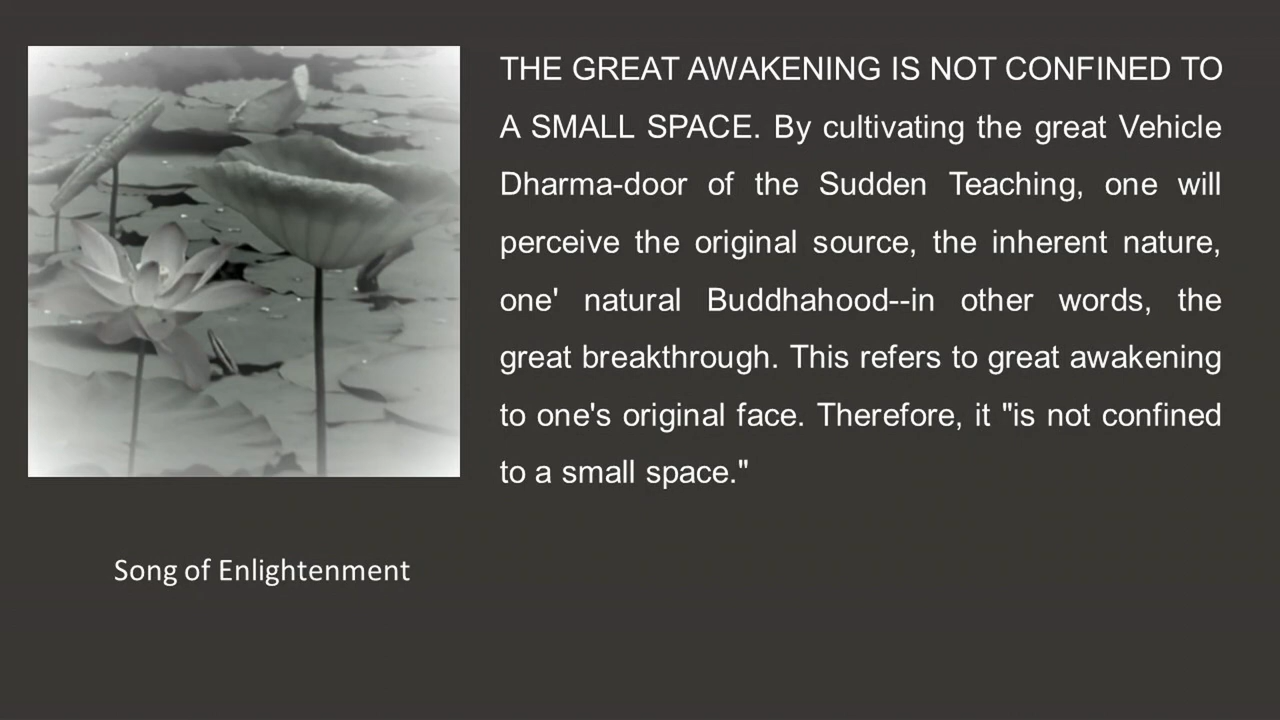 THE GREAT AWAKENING IS NOT CONFINED TO
A SMALL SPACE. By cultivating the great Vehicle
Dharma-door of the Sudden Teaching, one will
perceive the original source, the inherent nature,
one' natural Buddhahood--in other words, the
great breakthrough. This refers to great awakening
to one's original face. Therefore, it "is not confined
to a small space."
Song of Enlightenment